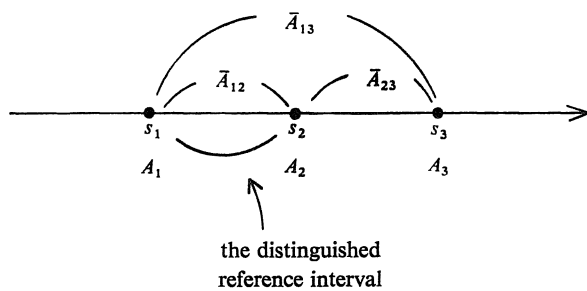 Ā₁₃
Ā₁₂ Ā₂₃
s₁ s₂ s₃
A₁ A₂ A₃
the distinguished
reference interval